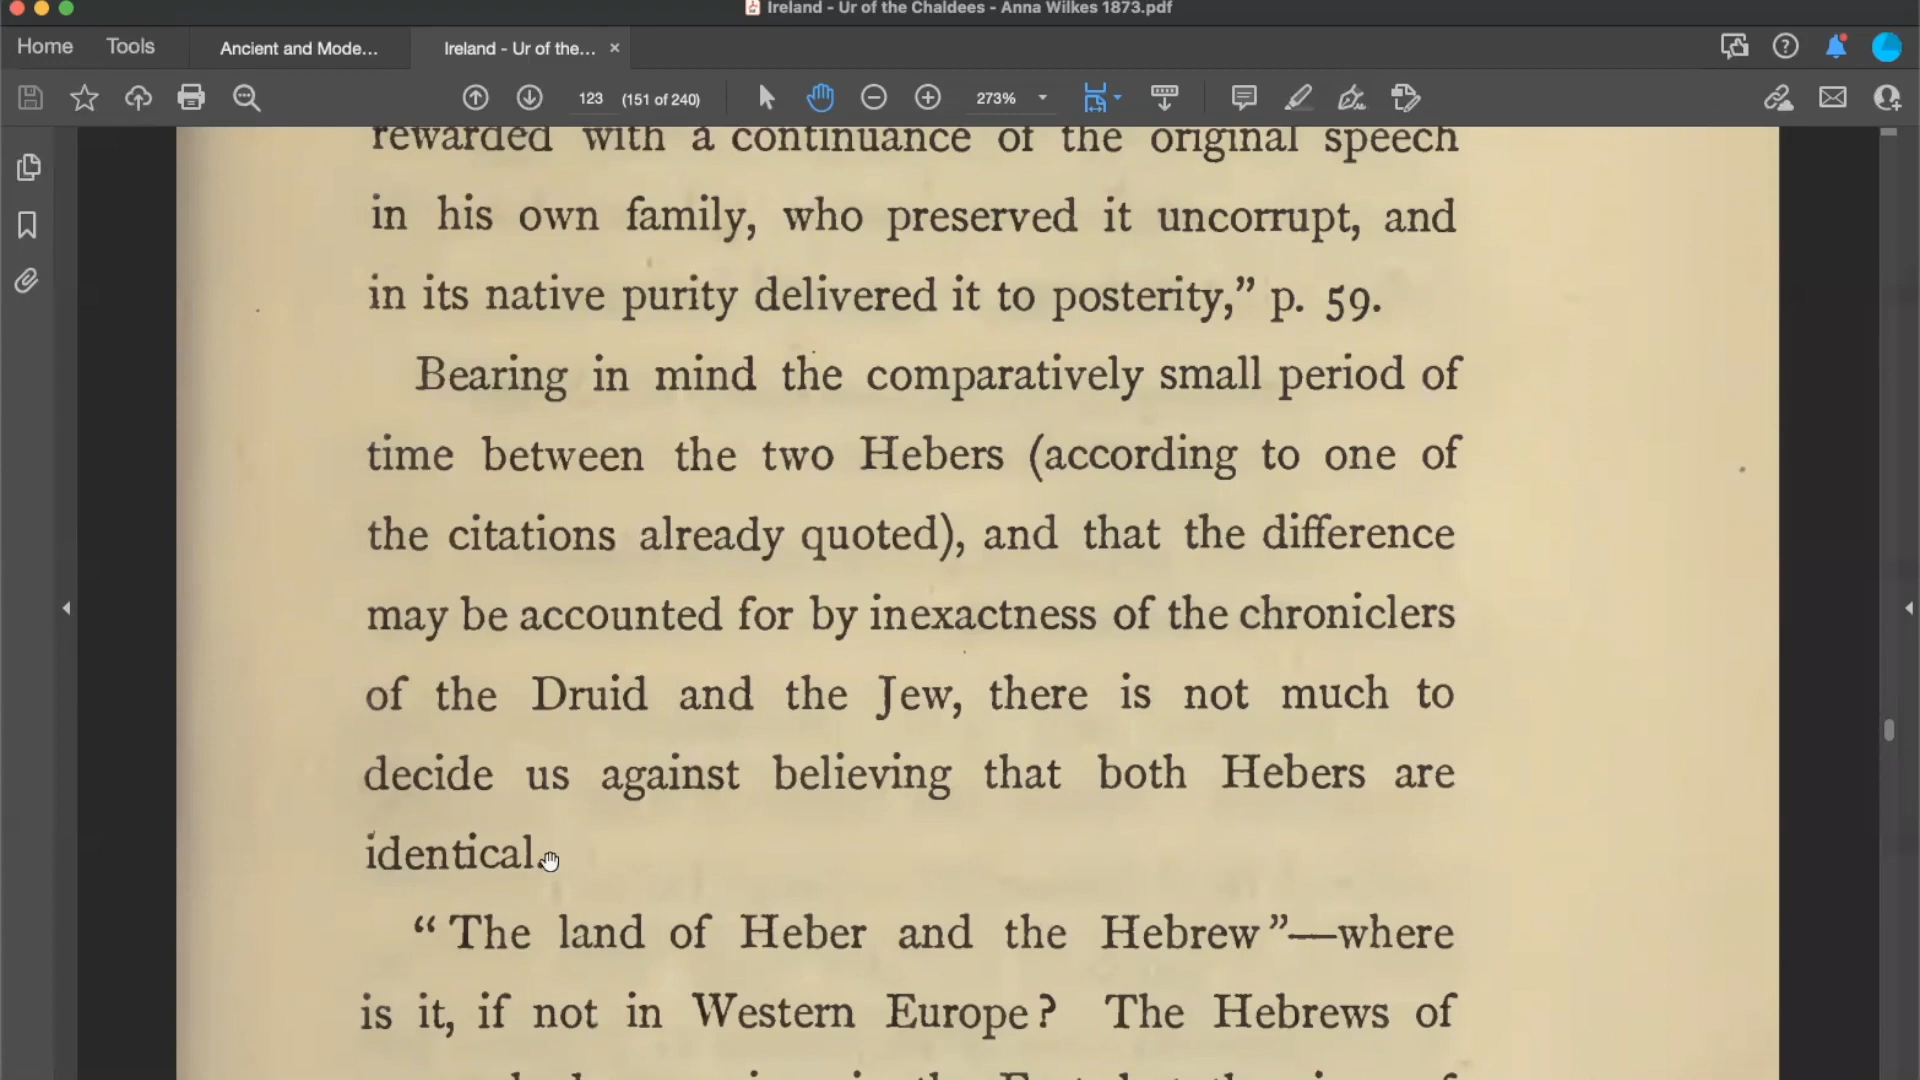 Ireland - Ur of the Chaldees - Anna Wilkes 1873.pdf
Home Tools Ancient and Mode... Ireland - Ur of the... ×
123 (151 of 240) 273%
rewarded with a continuance of the original speech
in his own family, who preserved it uncorrupt, and
in its native purity delivered it to posterity,” p. 59.
Bearing in mind the comparatively small period of
time between the two Hebers (according to one of
the citations already quoted), and that the difference
may be accounted for by inexactness of the chroniclers
of the Druid and the Jew, there is not much to
decide us against believing that both Hebers are
identical.
“The land of Heber and the Hebrew”—where
is it, if not in Western Europe? The Hebrews of